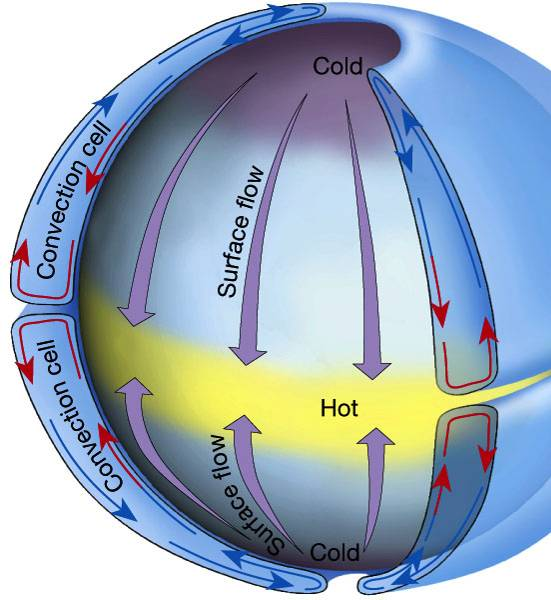 Cold
Convection cell
Surface flow
Hot
Convection cell
Surface flow
Cold